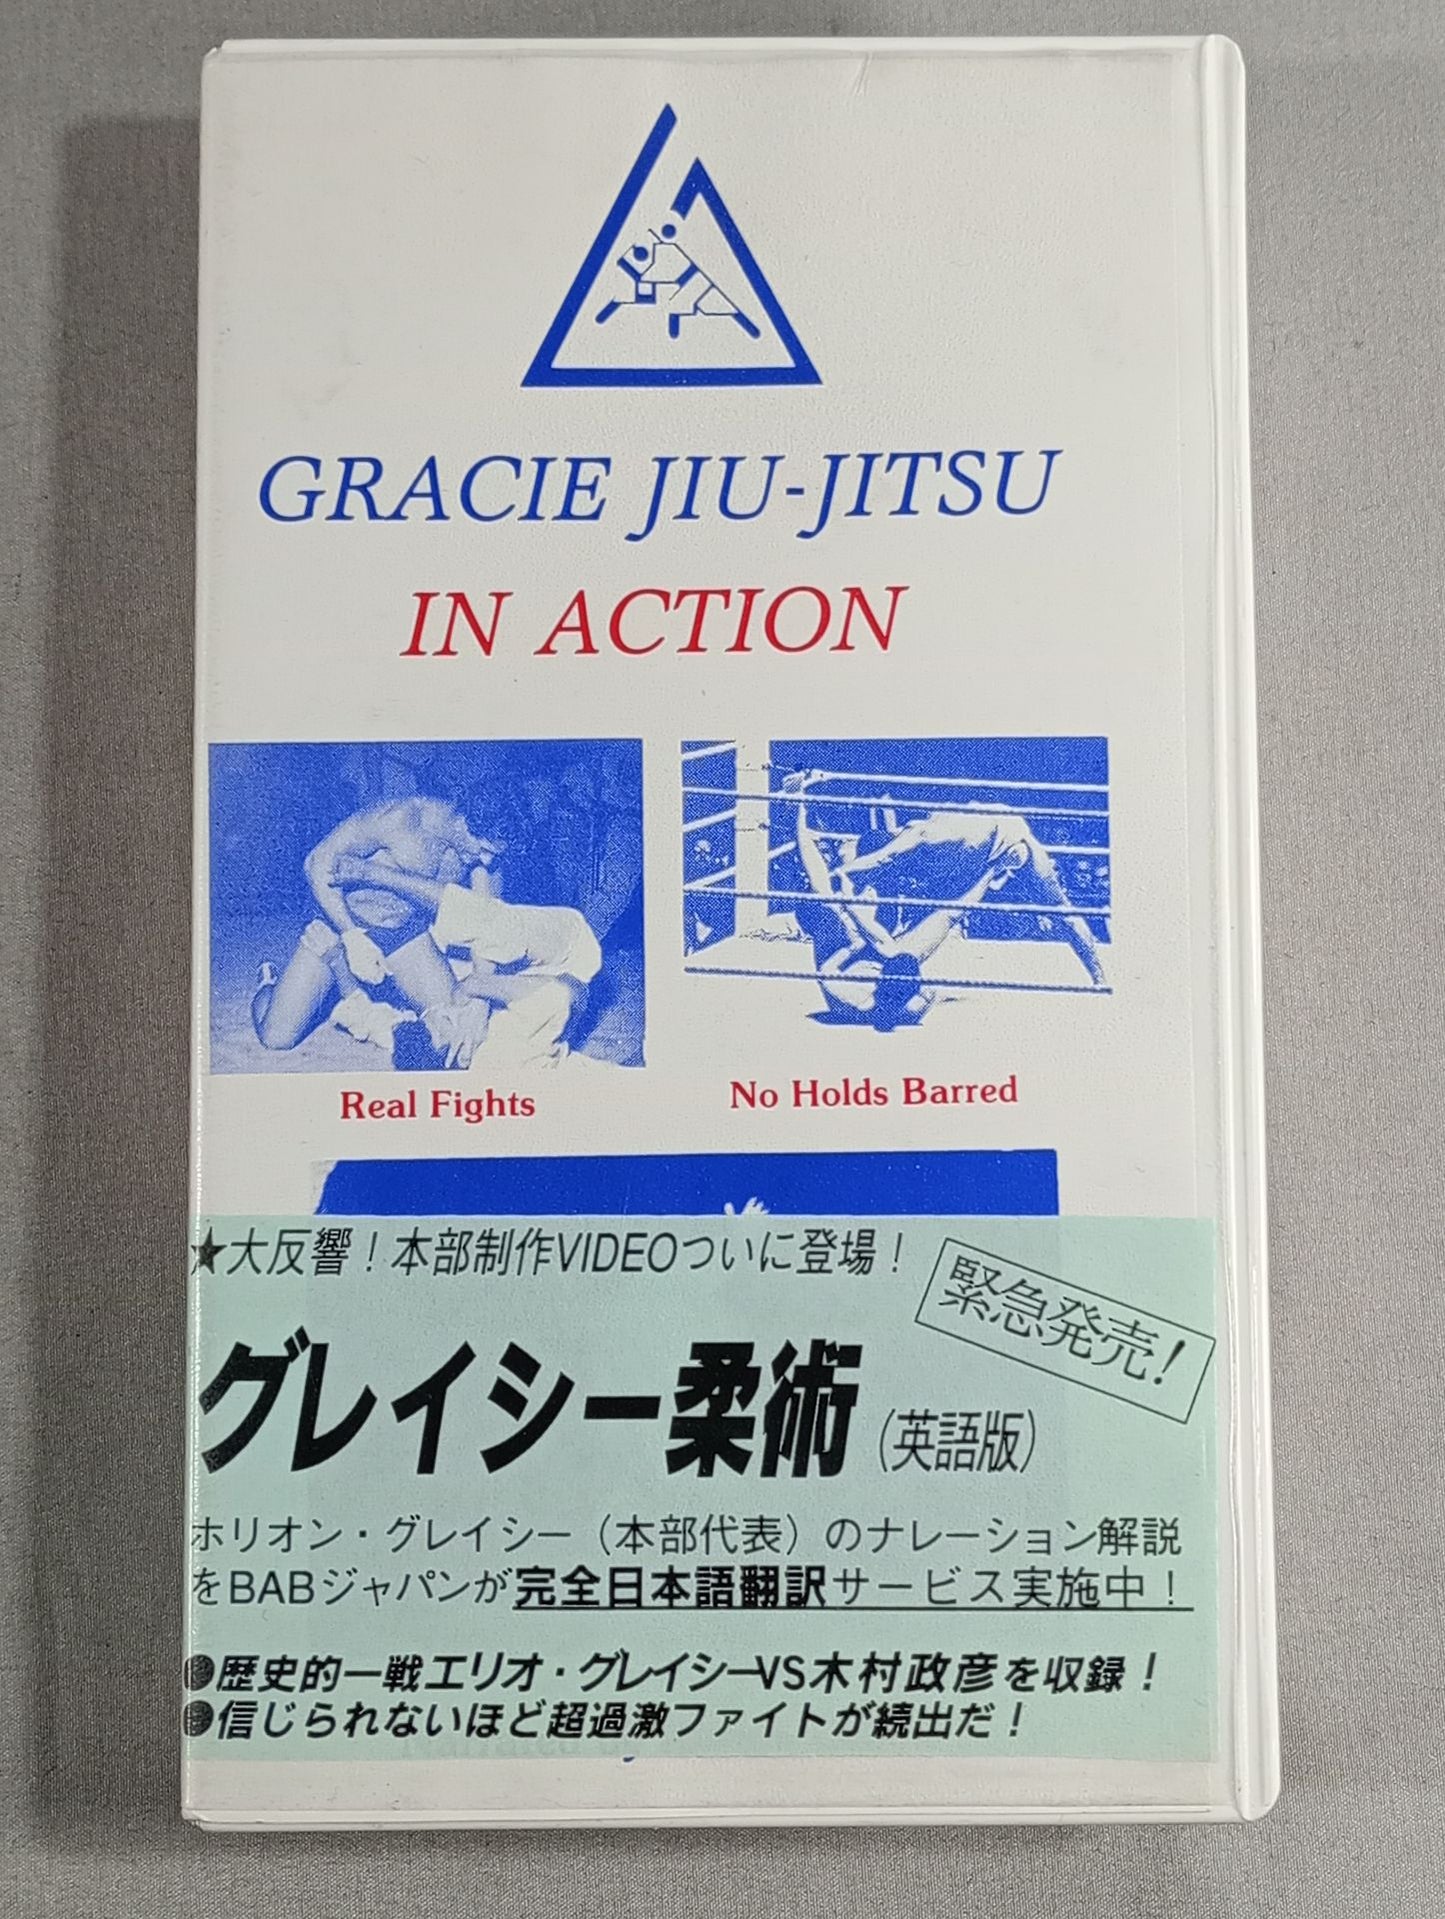 GRACIE JIU-JITSU
IN ACTION
Real Fights
No Holds Barred
★大反響！本部制作VIDEOついに登場！
緊急発売！
グレイシー柔術（英語版）
ホリオン・グレイシー（本部代表）のナレーション解説
をBABジャパンが完全日本語翻訳サービス実施中！
●歴史的一戦エリオ・グレイシーVS木村政彦を収録！
●信じられないほど超過激ファイトが続出だ！